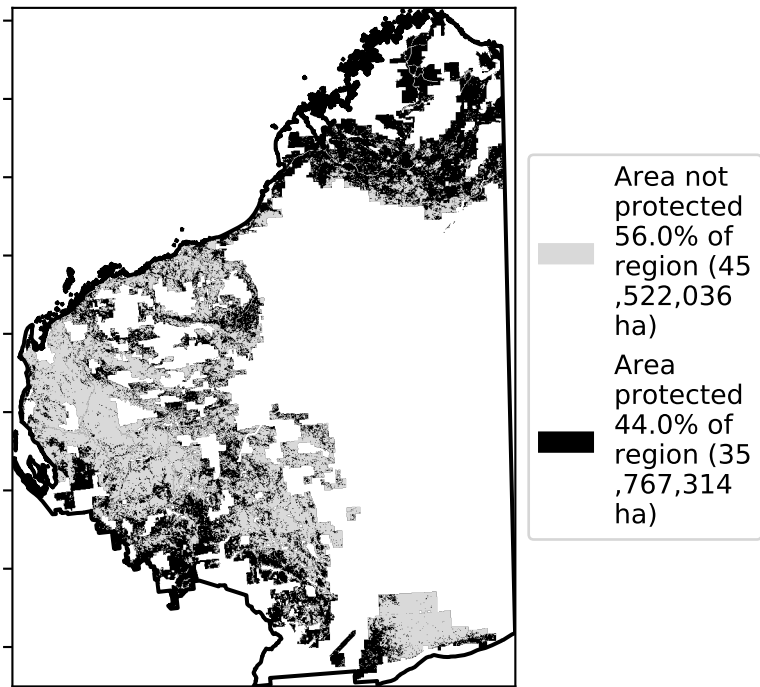 Area not
protected
56.0% of
region (45
,522,036
ha)
Area
protected
44.0% of
region (35
,767,314
ha)